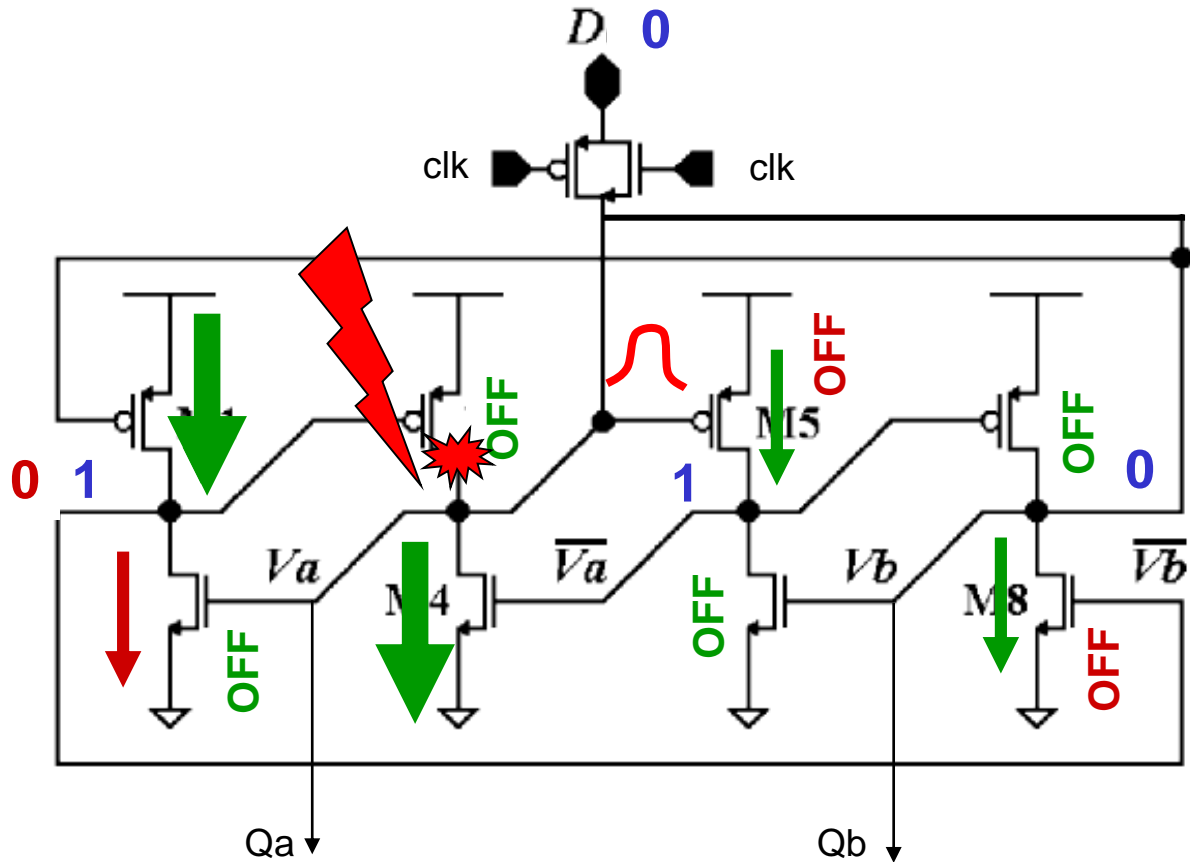 D 0
clk clk
OFF
OFF M5 OFF
0 1 1 0
Va Va Vb Vb
M4 M8
OFF OFF OFF
Qa Qb